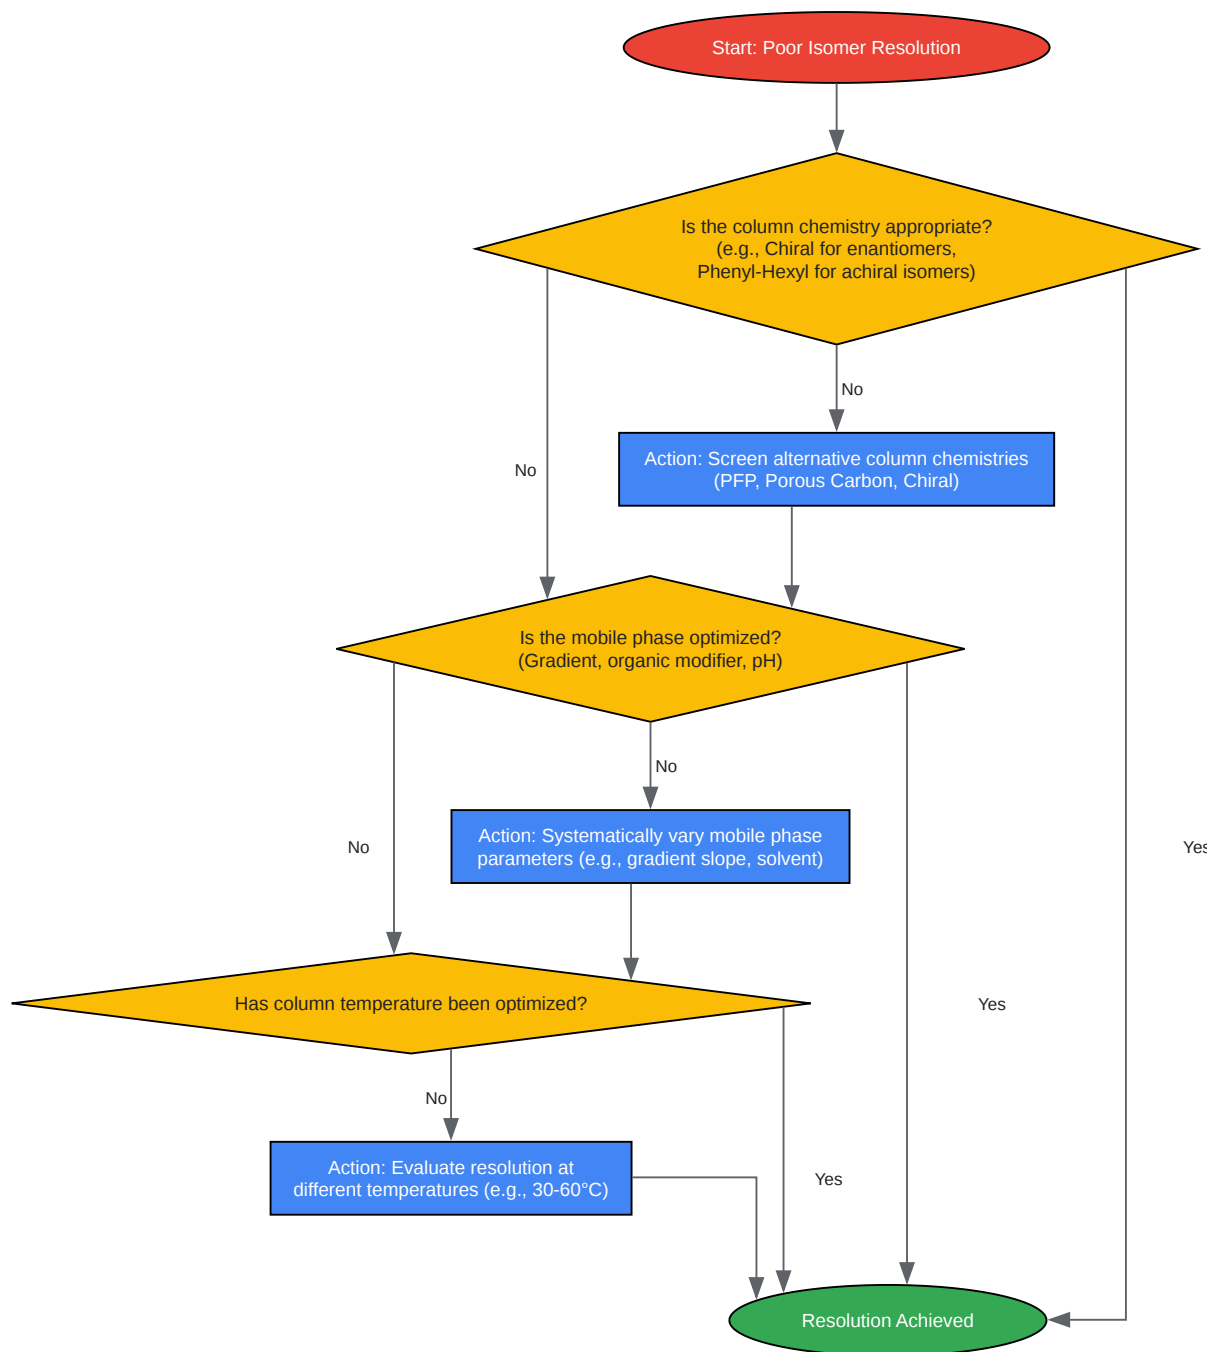 Start: Poor Isomer Resolution
Is the column chemistry appropriate?
(e.g., Chiral for enantiomers,
Phenyl-Hexyl for achiral isomers)
No
Action: Screen alternative column chemistries
(PFP, Porous Carbon, Chiral)
No
Is the mobile phase optimized?
(Gradient, organic modifier, pH)
No
Action: Systematically vary mobile phase
parameters (e.g., gradient slope, solvent)
No
Yes
Has column temperature been optimized?
Yes
No
Action: Evaluate resolution at
different temperatures (e.g., 30-60°C)
Yes
Resolution Achieved